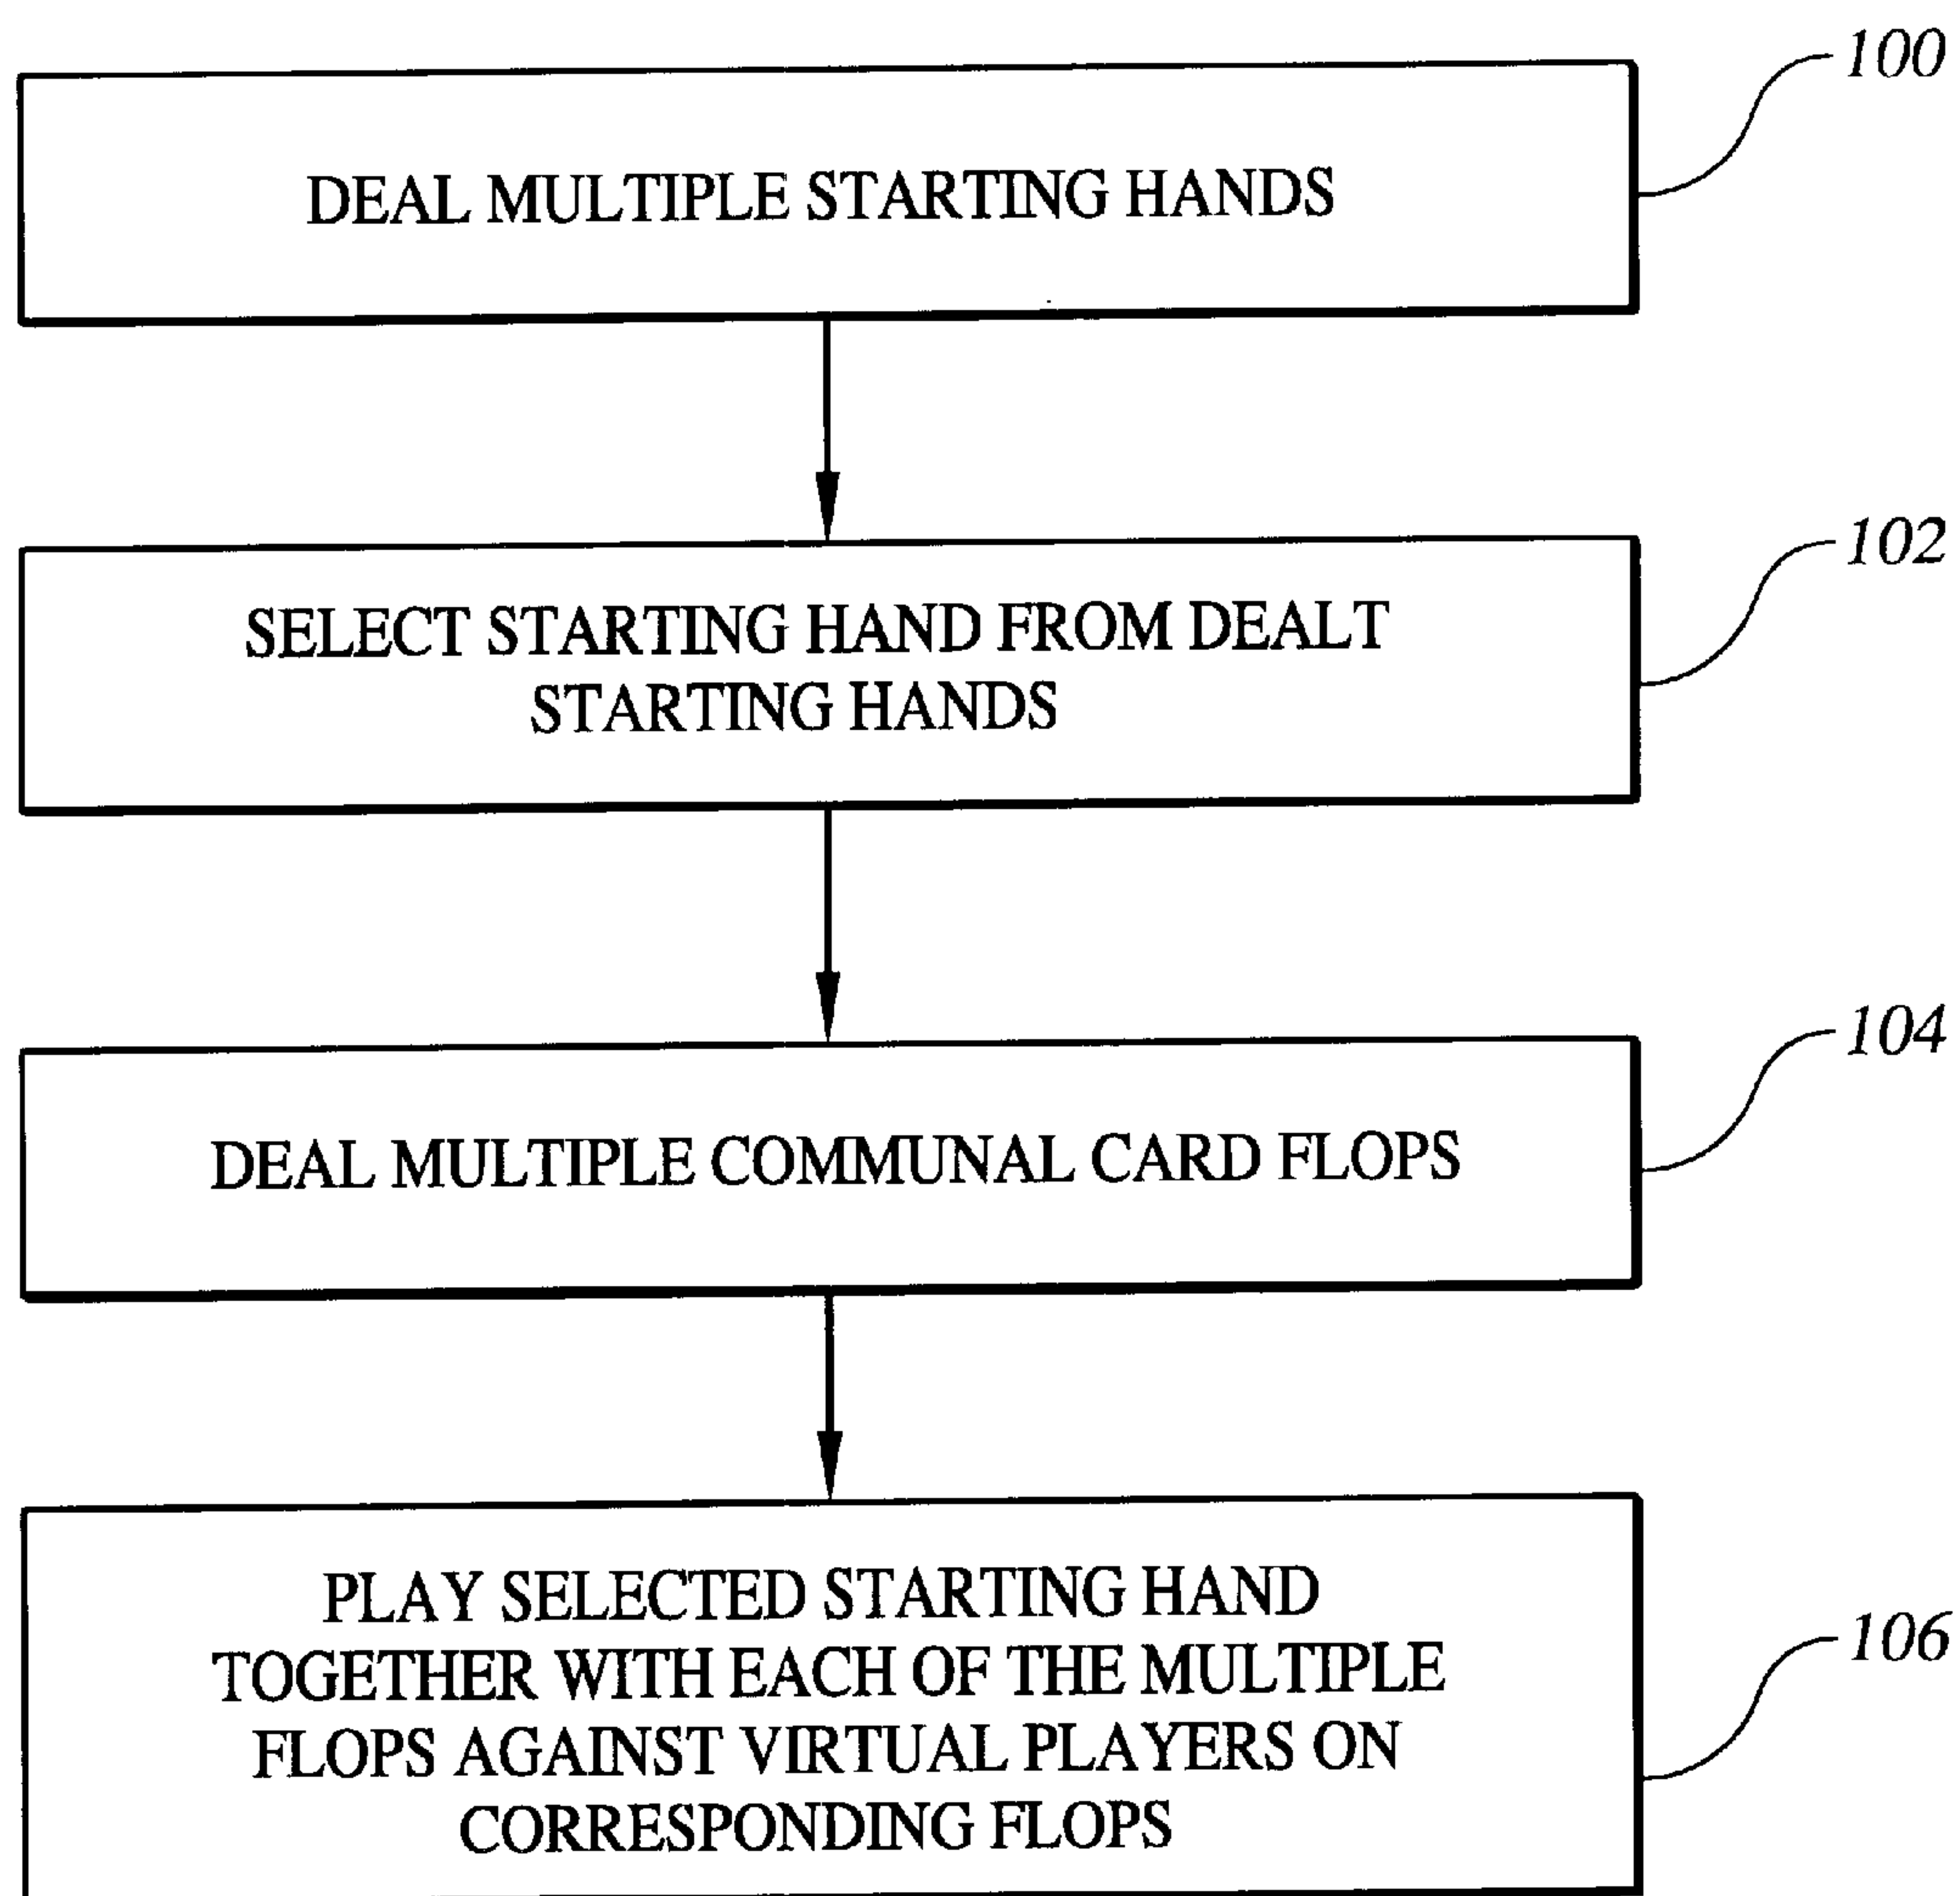 100
DEAL MULTIPLE STARTING HANDS
102
SELECT STARTING HAND FROM DEALT
STARTING HANDS
104
DEAL MULTIPLE COMMUNAL CARD FLOPS
106
PLAY SELECTED STARTING HAND
TOGETHER WITH EACH OF THE MULTIPLE
FLOPS AGAINST VIRTUAL PLAYERS ON
CORRESPONDING FLOPS